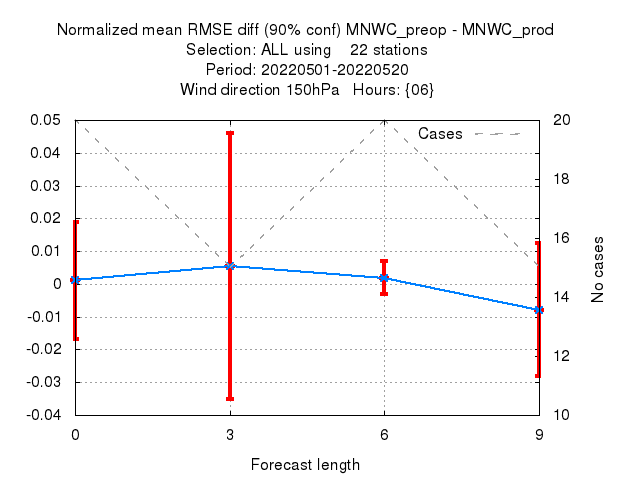 Normalized mean RMSE diff (90% conf) MNWC_preop - MNWC_prod
Selection: ALL using    22 stations
Period: 20220501-20220520
Wind direction 150hPa   Hours: {06}
0.05
0.04
0.03
0.02
0.01
0
-0.01
-0.02
-0.03
-0.04
Cases
20
18
16
14
12
10
No cases
0 3 6 9
Forecast length